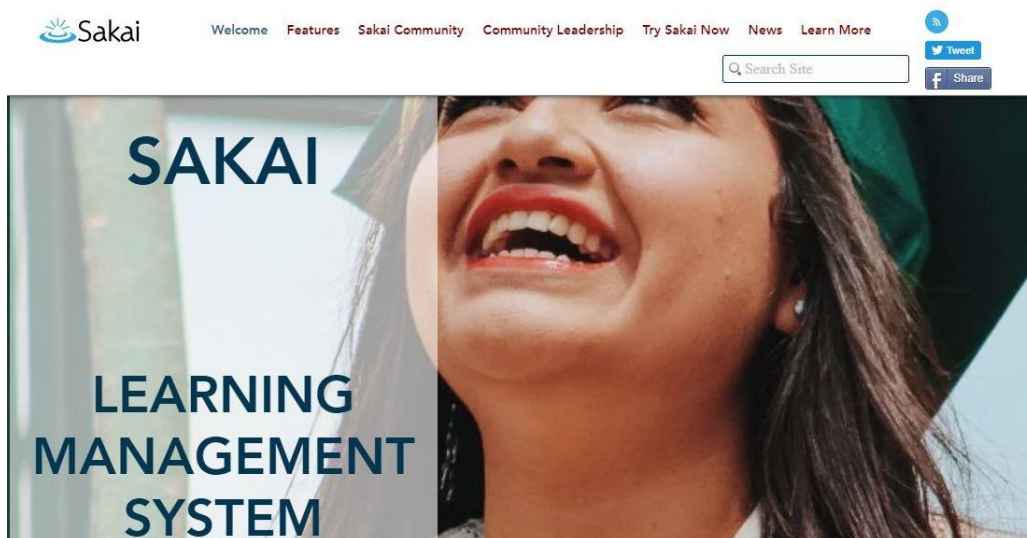 Sakai
Welcome Features Sakai Community Community Leadership Try Sakai Now News Learn More
Tweet
Search Site
f Share
SAKAI
LEARNING
MANAGEMENT
SYSTEM